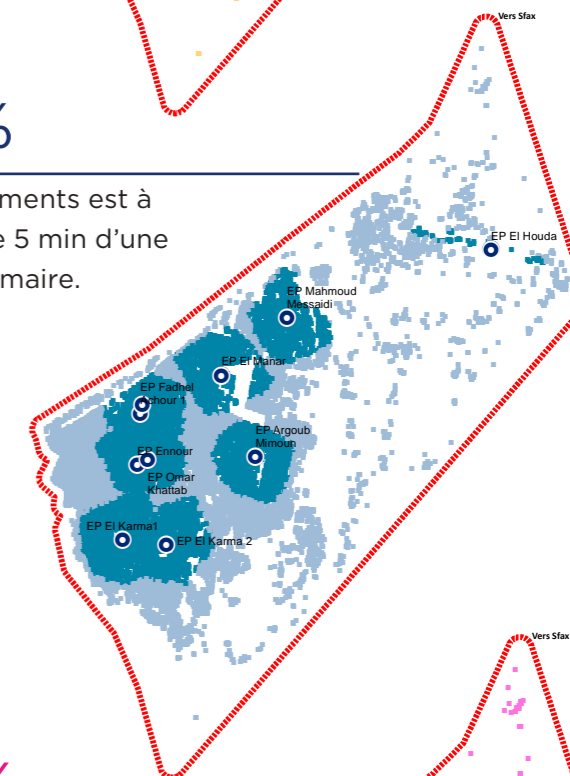 Vers Sfax
%
ments est à
e 5 min d'une
maire.
EP El Houda
EP Mahmoud
Messaidi
EP El Manar
EP Fadhel
Achour 1
EP Argoub
Mimoun
EP Ennour
EP Omar
Khattab
EP El Karma1
EP El Karma 2
Vers Sfax
%